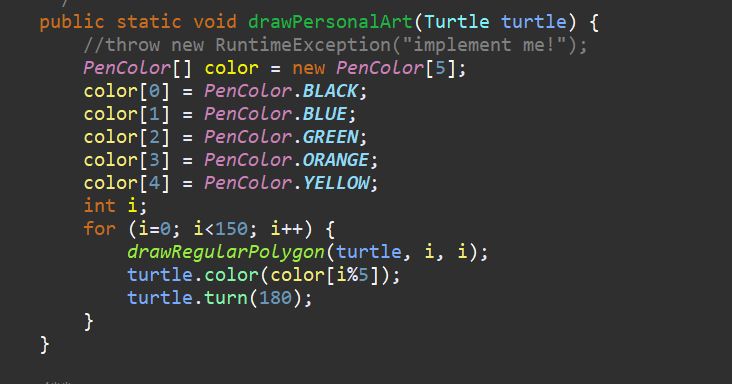 public static void drawPersonalArt(Turtle turtle) {
//throw new RuntimeException("implement me!");
PenColor[] color = new PenColor[5];
color[0] = PenColor.BLACK;
color[1] = PenColor.BLUE;
color[2] = PenColor.GREEN;
color[3] = PenColor.ORANGE;
color[4] = PenColor.YELLOW;
int i;
for (i=0; i<150; i++) {
drawRegularPolygon(turtle, i, i);
turtle.color(color[i%5]);
turtle.turn(180);
}
}